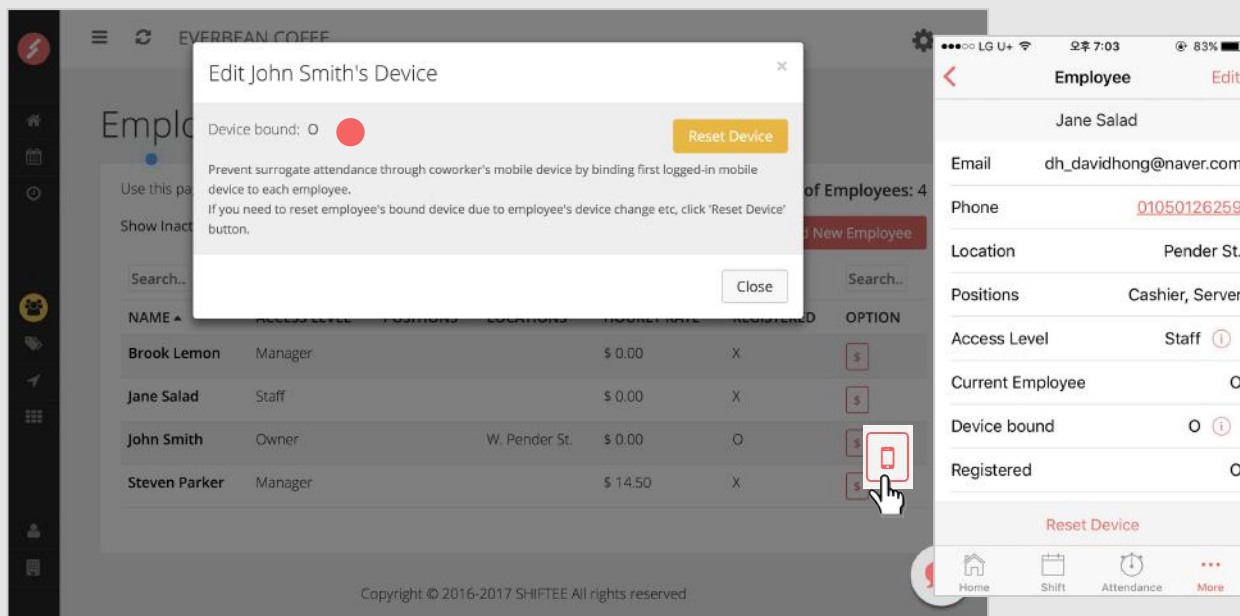 EVERBEAN COFFE
Edit John Smith's Device
×
Device bound: O
Reset Device
Prevent surrogate attendance through coworker's mobile device by binding first logged-in mobile
device to each employee.
If you need to reset employee's bound device due to employee's device change etc, click 'Reset Device'
button.
Close
Emplo
Use this pa
of Employees: 4
Show Inact
New Employee
Search..
Search..
NAME ACCESS LEVEL POSITIONS LOCATIONS HOURLY RATE REGISTERED OPTION
Brook Lemon Manager $ 0.00 X $
Jane Salad Staff $ 0.00 X $
John Smith Owner W. Pender St. $ 0.00 O $
Steven Parker Manager $ 14.50 X $
Copyright © 2016-2017 SHIFTEE All rights reserved
LG U+ 오후 7:03 83%
Employee Edit
Jane Salad
Email dh_davidhong@naver.com
Phone 01050126259
Location Pender St.
Positions Cashier, Server
Access Level Staff
Current Employee O
Device bound O
Registered O
Reset Device
Home Shift Attendance More